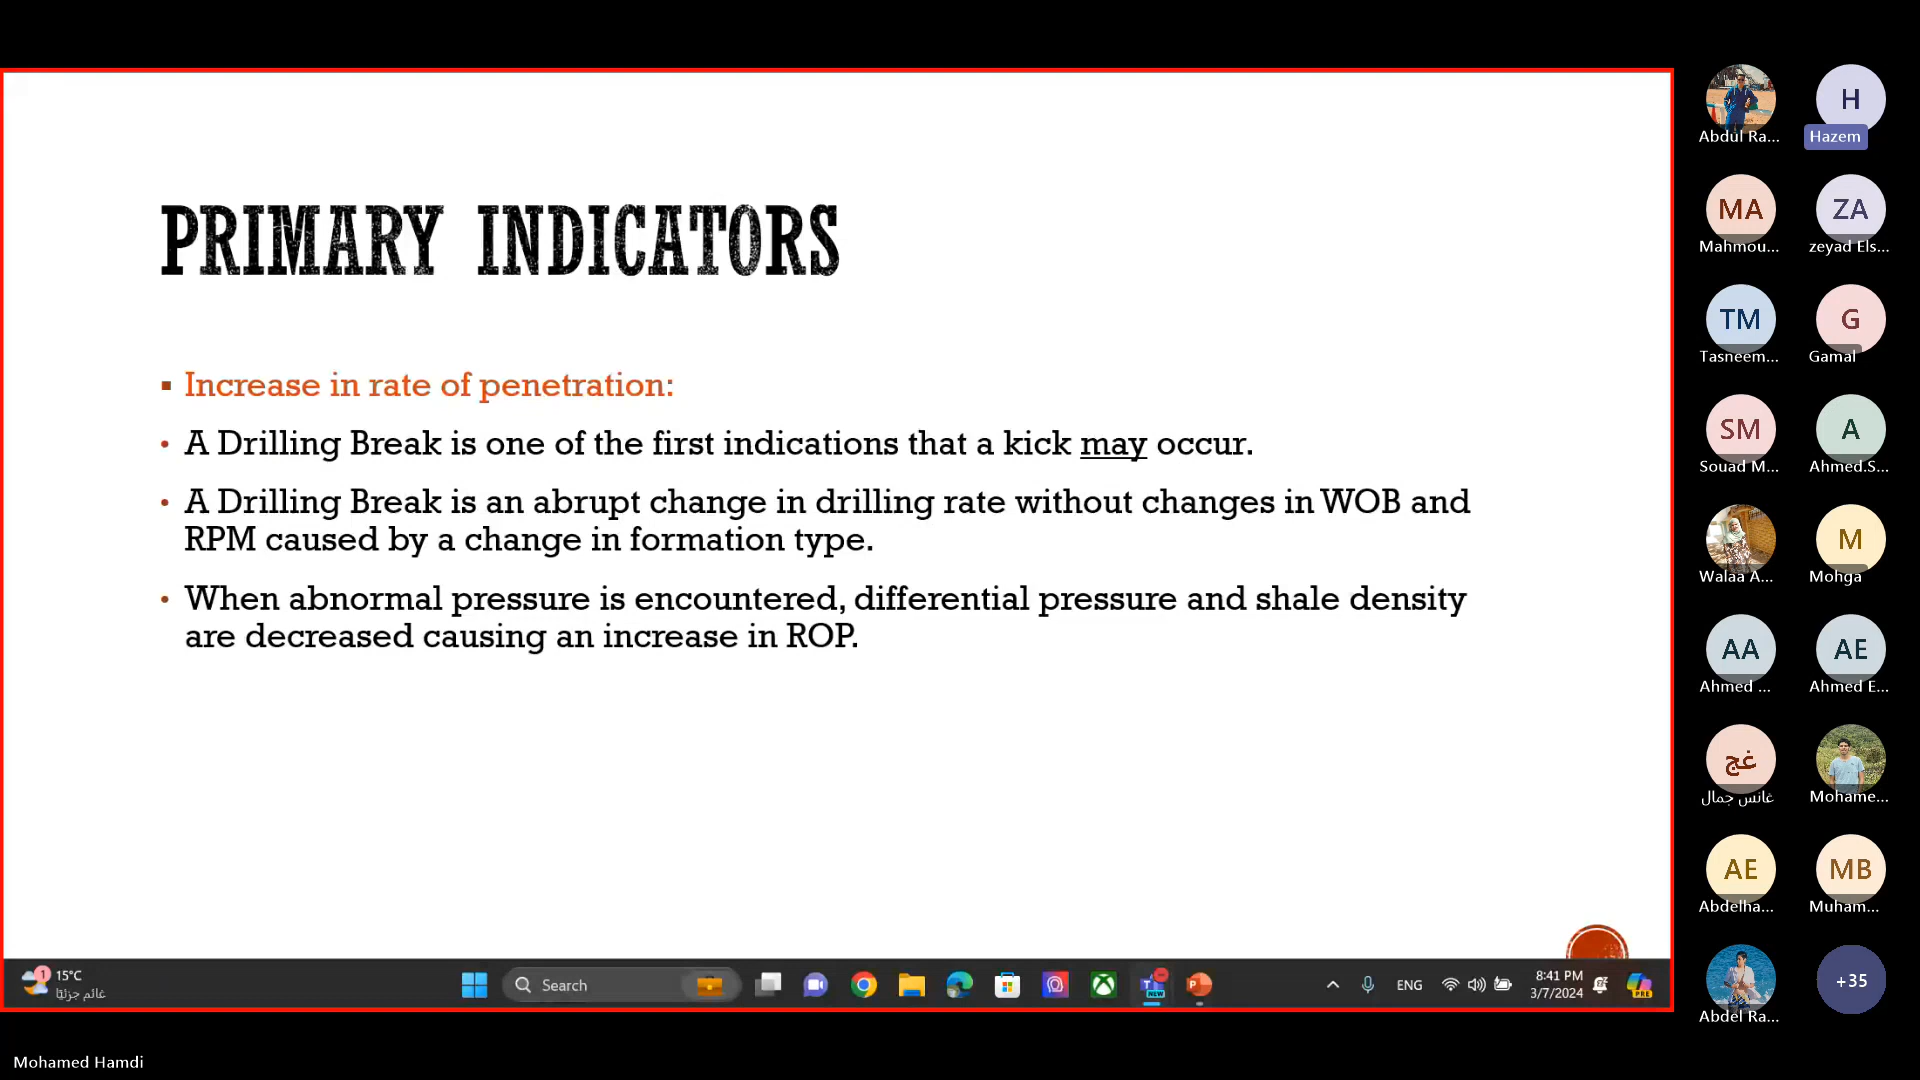 PRIMARY INDICATORS
Increase in rate of penetration:
A Drilling Break is one of the first indications that a kick may occur.
A Drilling Break is an abrupt change in drilling rate without changes in WOB and
RPM caused by a change in formation type.
When abnormal pressure is encountered, differential pressure and shale density
are decreased causing an increase in ROP.
1
15°C
غائم جزئيًا
Search
NEW
ENG
8:41 PM
3/7/2024
PRE
Mohamed Hamdi
Abdul Ra...
H
Hazem
MA
Mahmou...
ZA
zeyad Els...
TM
Tasneem...
G
Gamal
SM
Souad M...
A
Ahmed.S...
Walaa A...
M
Mohga
AA
Ahmed ...
AE
Ahmed E...
غج
غانس جمال
Mohame...
AE
Abdelha...
MB
Muham...
Abdel Ra...
+35